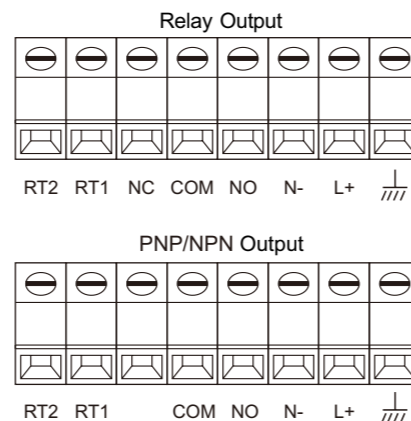 Relay Output
RT2 RT1 NC COM NO N- L+
PNP/NPN Output
RT2 RT1 COM NO N- L+